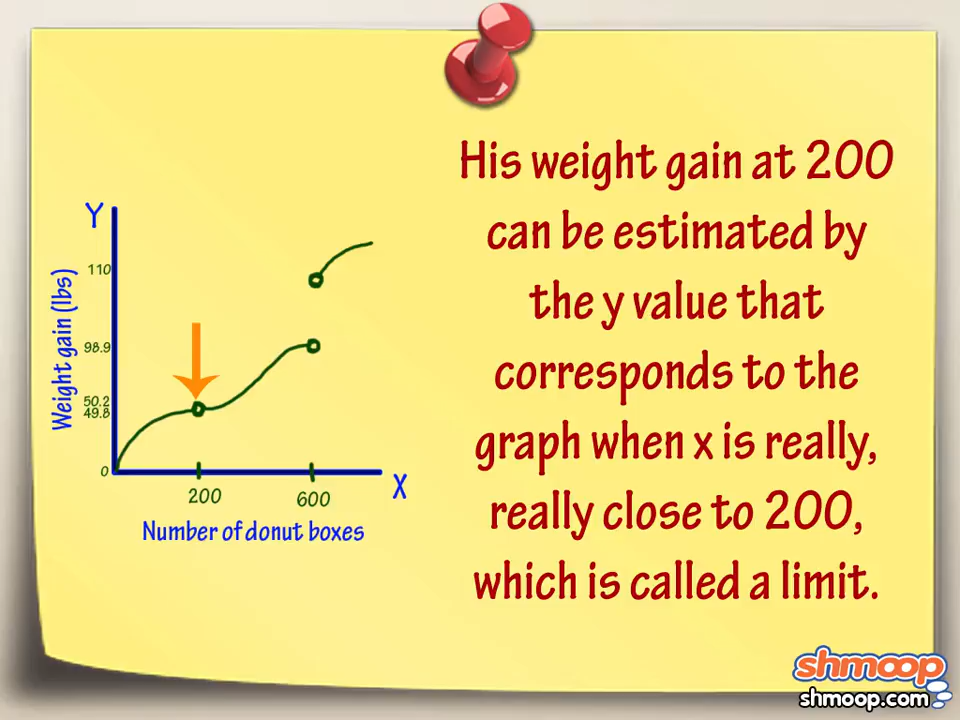 His weight gain at 200
can be estimated by
the y value that
corresponds to the
graph when x is really,
really close to 200,
which is called a limit.
Y
Weight gain (lbs)
110
98.9
50.2
49.8
0
200
600
X
Number of donut boxes
shmoop
shmoop.com